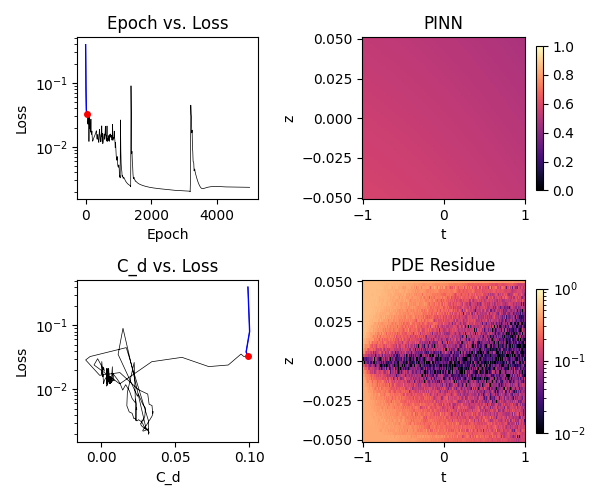 Epoch vs. Loss
Loss
10⁻¹
10⁻²
0
2000
4000
Epoch
PINN
z
0.050
0.025
0.000
−0.025
−0.050
−1
0
1
t
1.0
0.8
0.6
0.4
0.2
0.0
C_d vs. Loss
Loss
10⁻¹
10⁻²
0.00
0.05
0.10
C_d
PDE Residue
z
0.050
0.025
0.000
−0.025
−0.050
−1
0
1
t
10⁰
10⁻¹
10⁻²